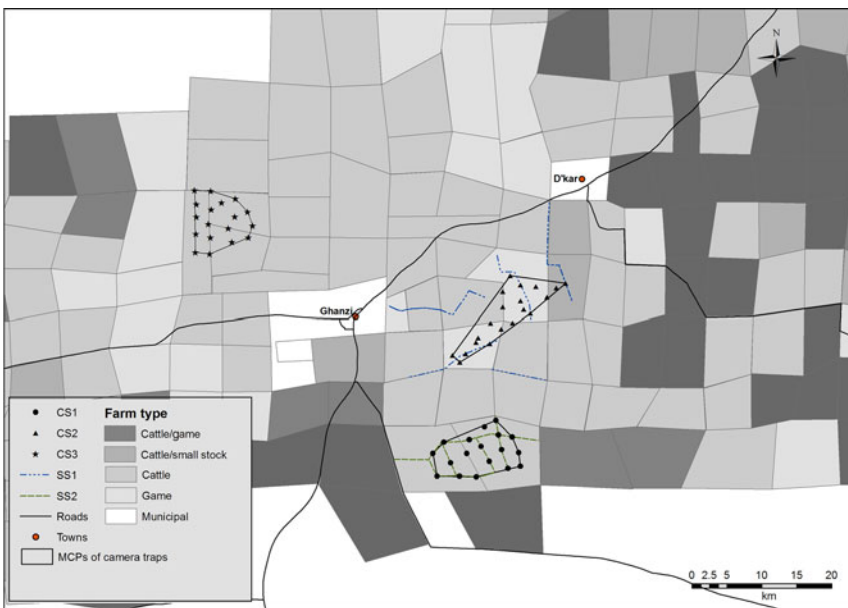 N
D'kar
Ghanzi
CS1
CS2
CS3
SS1
SS2
Roads
Towns
MCPs of camera traps
Farm type
Cattle/game
Cattle/small stock
Cattle
Game
Municipal
0 2.5 5 10 15 20
km